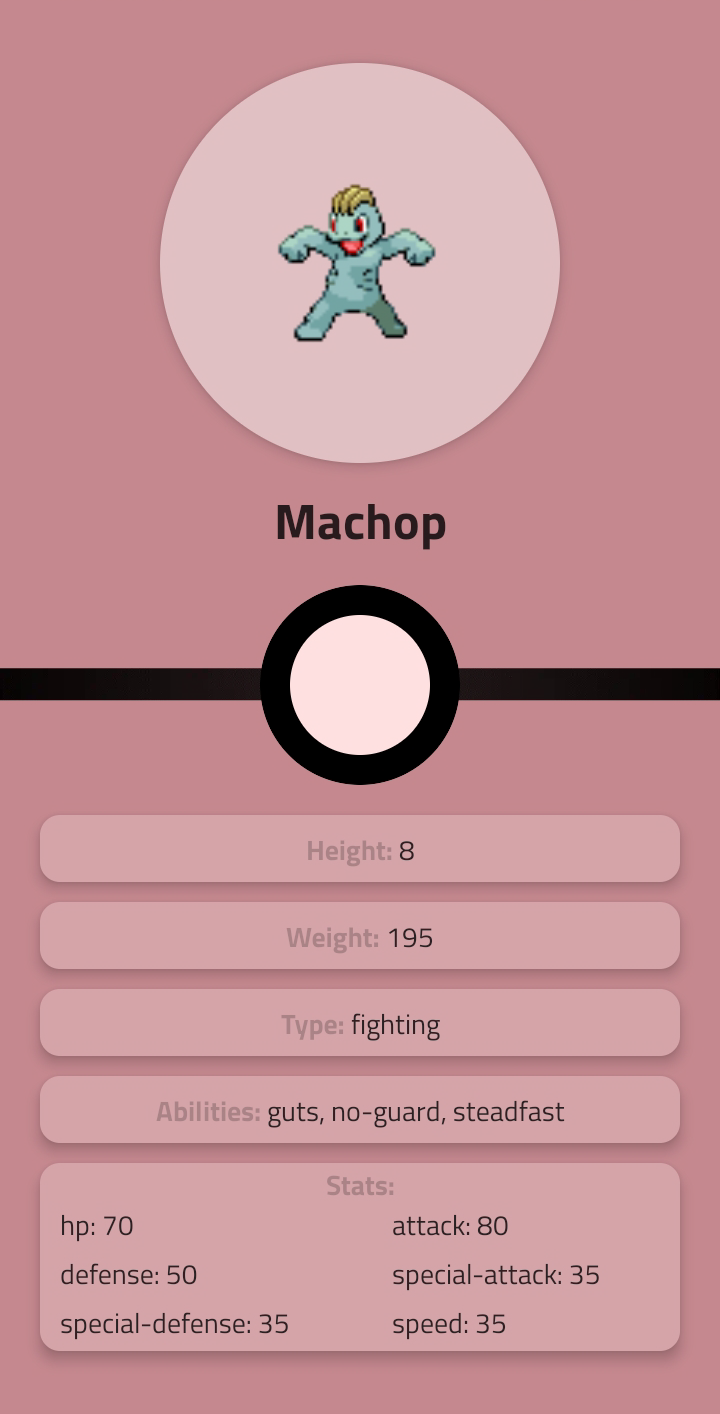 Machop
Height: 8
Weight: 195
Type: fighting
Abilities: guts, no-guard, steadfast
Stats:
hp: 70 attack: 80
defense: 50 special-attack: 35
special-defense: 35 speed: 35